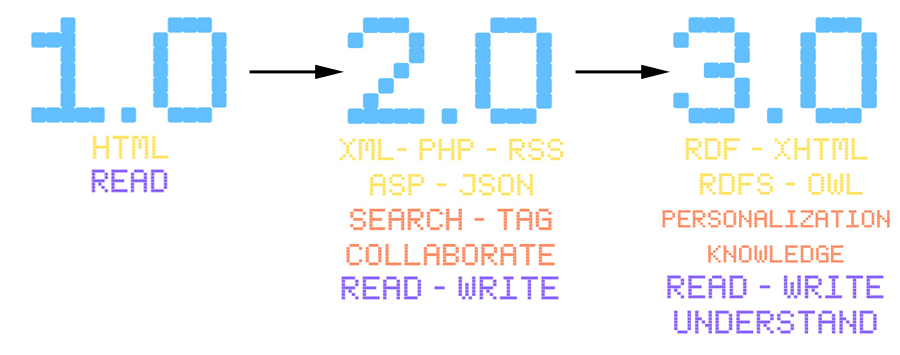 1.0
HTML
READ
2.0
XML- PHP - RSS
ASP - JSON
SEARCH - TAG
COLLABORATE
READ - WRITE
3.0
RDF - XHTML
RDFS - OWL
PERSONALIZATION
KNOWLEDGE
READ - WRITE
UNDERSTAND